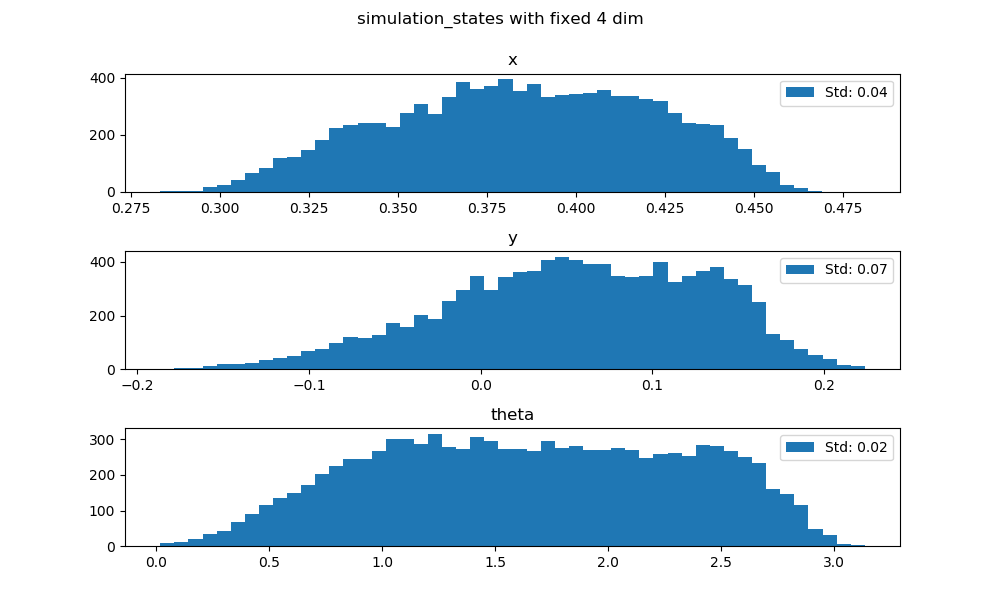 simulation_states with fixed 4 dim
x
400
200
0
Std: 0.04
0.275 0.300 0.325 0.350 0.375 0.400 0.425 0.450 0.475
y
400
200
0
Std: 0.07
−0.2 −0.1 0.0 0.1 0.2
theta
300
200
100
0
Std: 0.02
0.0 0.5 1.0 1.5 2.0 2.5 3.0